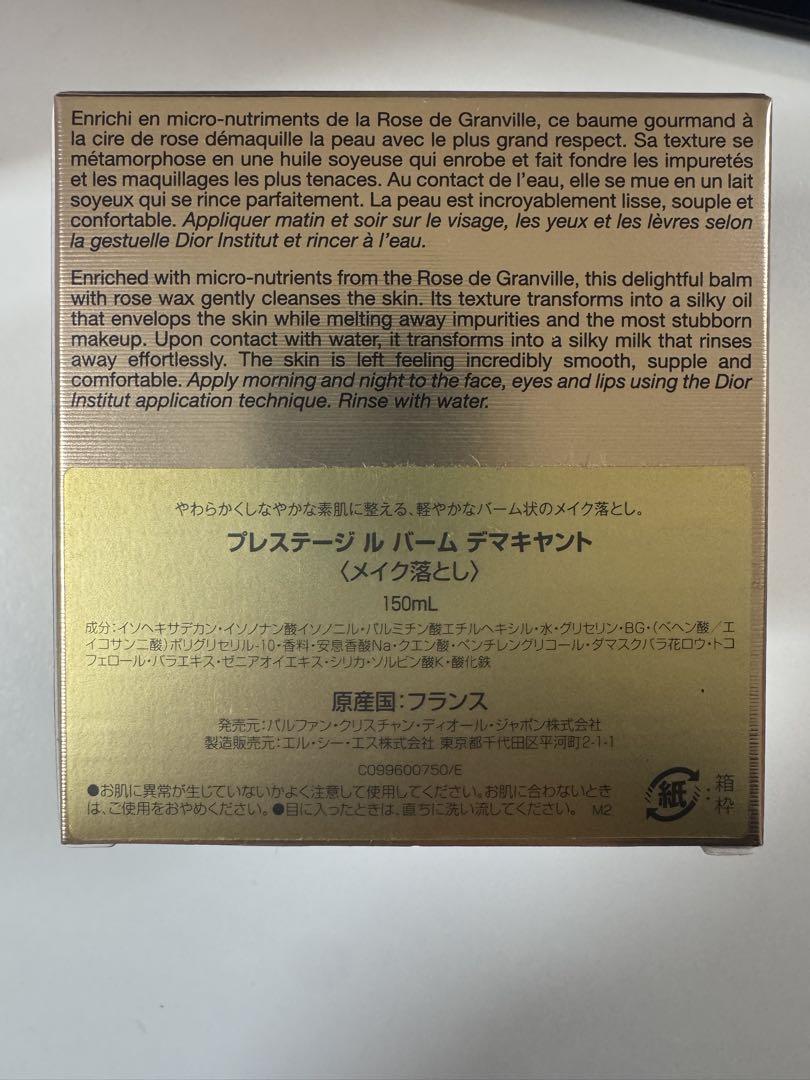 Enrichi en micro-nutriments de la Rose de Granville, ce baume gourmand à
la cire de rose démaquille la peau avec le plus grand respect. Sa texture se
métamorphose en une huile soyeuse qui enrobe et fait fondre les impuretés
et les maquillages les plus tenaces. Au contact de l'eau, elle se mue en un lait
soyeux qui se rince parfaitement. La peau est incroyablement lisse, souple et
confortable. Appliquer matin et soir sur le visage, les yeux et les lèvres selon
la gestuelle Dior Institut et rincer à l'eau.
Enriched with micro-nutrients from the Rose de Granville, this delightful balm
with rose wax gently cleanses the skin. Its texture transforms into a silky oil
that envelops the skin while melting away impurities and the most stubborn
makeup. Upon contact with water, it transforms into a silky milk that rinses
away effortlessly. The skin is left feeling incredibly smooth, supple and
comfortable. Apply morning and night to the face, eyes and lips using the Dior
Institut application technique. Rinse with water.
やわらかくしなやかな素肌に整える、軽やかなバーム状のメイク落とし。
プレステージ ル バーム デマキヤント
〈メイク落とし〉
150mL
成分:イソヘキサデカン・イソノナン酸イソノニル・パルミチン酸エチルヘキシル・水・グリセリン・BG・(ベヘン酸/エ
イコサン二酸)ポリグリセリル-10・香料・安息香酸Na・クエン酸・ペンチレングリコール・ダマスクバラ花ロウ・トコ
フェロール・バラエキス・ゼニアオイエキス・シリカ・ソルビン酸K・酸化鉄
原産国:フランス
発売元:パルファン・クリスチャン・ディオール・ジャポン株式会社
製造販売元:エル・シー・エス株式会社 東京都千代田区平河町2-1-1
C099600750/E
●お肌に異常が生じていないかよく注意して使用してください。お肌に合わないとき
は、ご使用をおやめください。●目に入ったときは、直ちに洗い流してください。 M2
紙:箱
枠